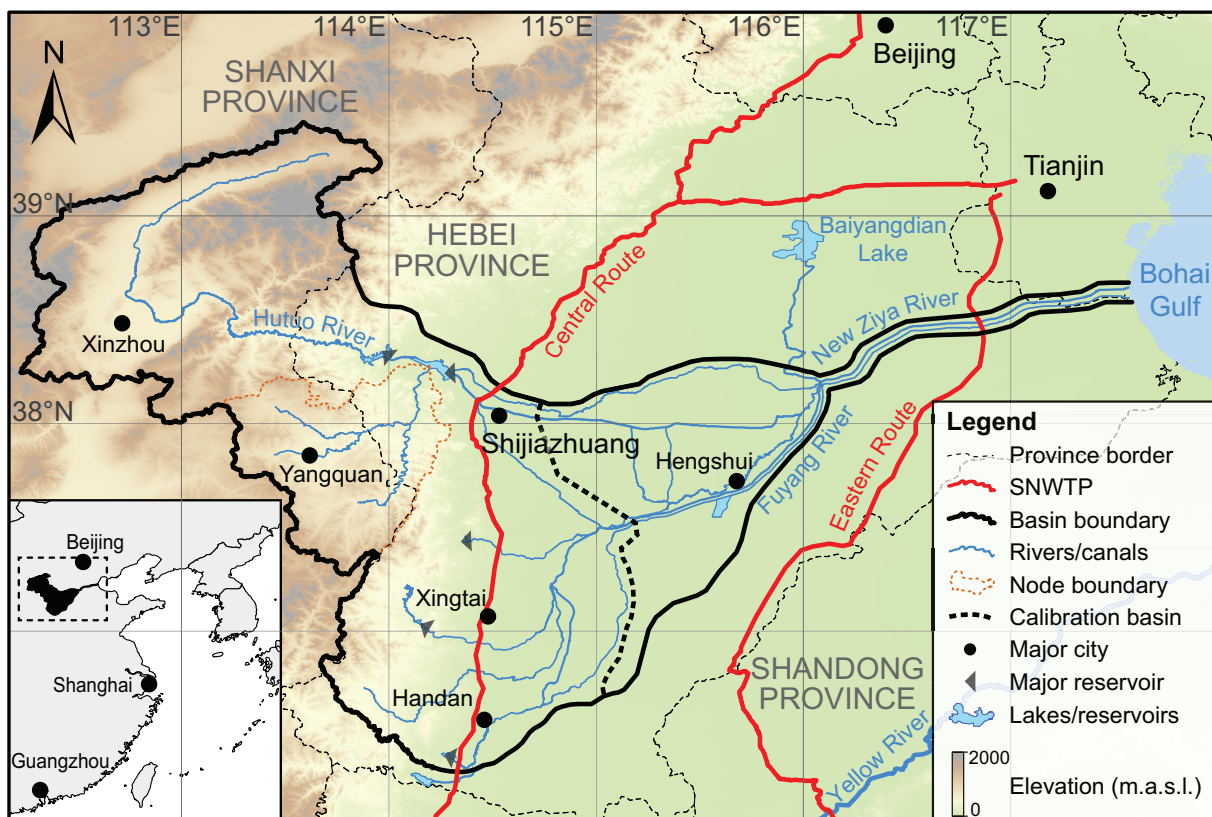 113°E
114°E
115°E
116°E
117°E
N
SHANXI
PROVINCE
Beijing
Tianjin
39°N
HEBEI
PROVINCE
Baiyangdian
Lake
Central Route
Bohai
Gulf
Xinzhou
Hutuo River
New Ziya River
38°N
Shijiazhuang
Yangquan
Hengshui
Fuyang River
Eastern Route
Xingtai
Handan
SHANDONG
PROVINCE
Yellow River
Beijing
Shanghai
Guangzhou
Legend
Province border
SNWTP
Basin boundary
Rivers/canals
Node boundary
Calibration basin
Major city
Major reservoir
Lakes/reservoirs
2000
0
Elevation (m.a.s.l.)